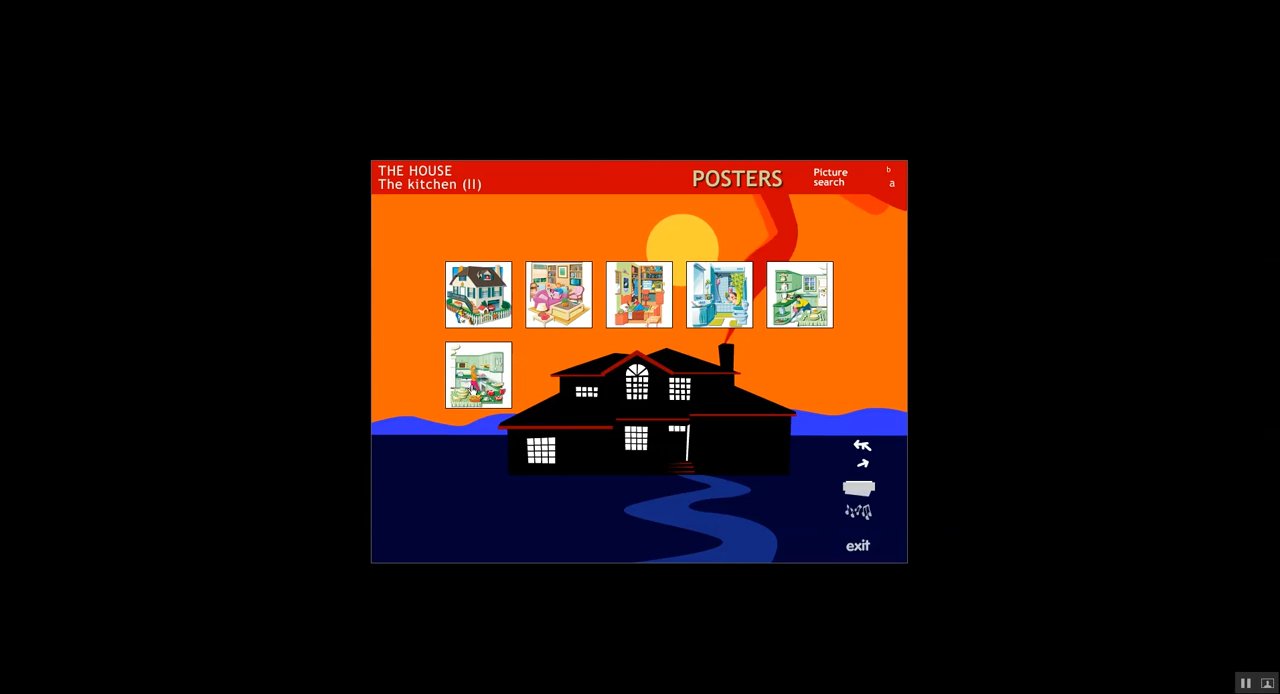 THE HOUSE
The kitchen (II)
POSTERS
Picture
search
b
a
exit